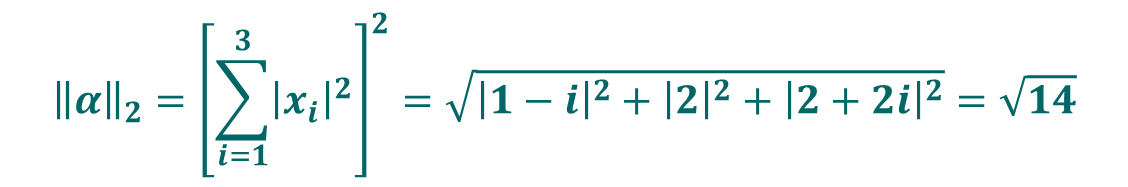 ‖α‖₂ = [∑_{i=1}^{3} |x_i|²]² = √(|1 − i|² + |2|² + |2 + 2i|²) = √14